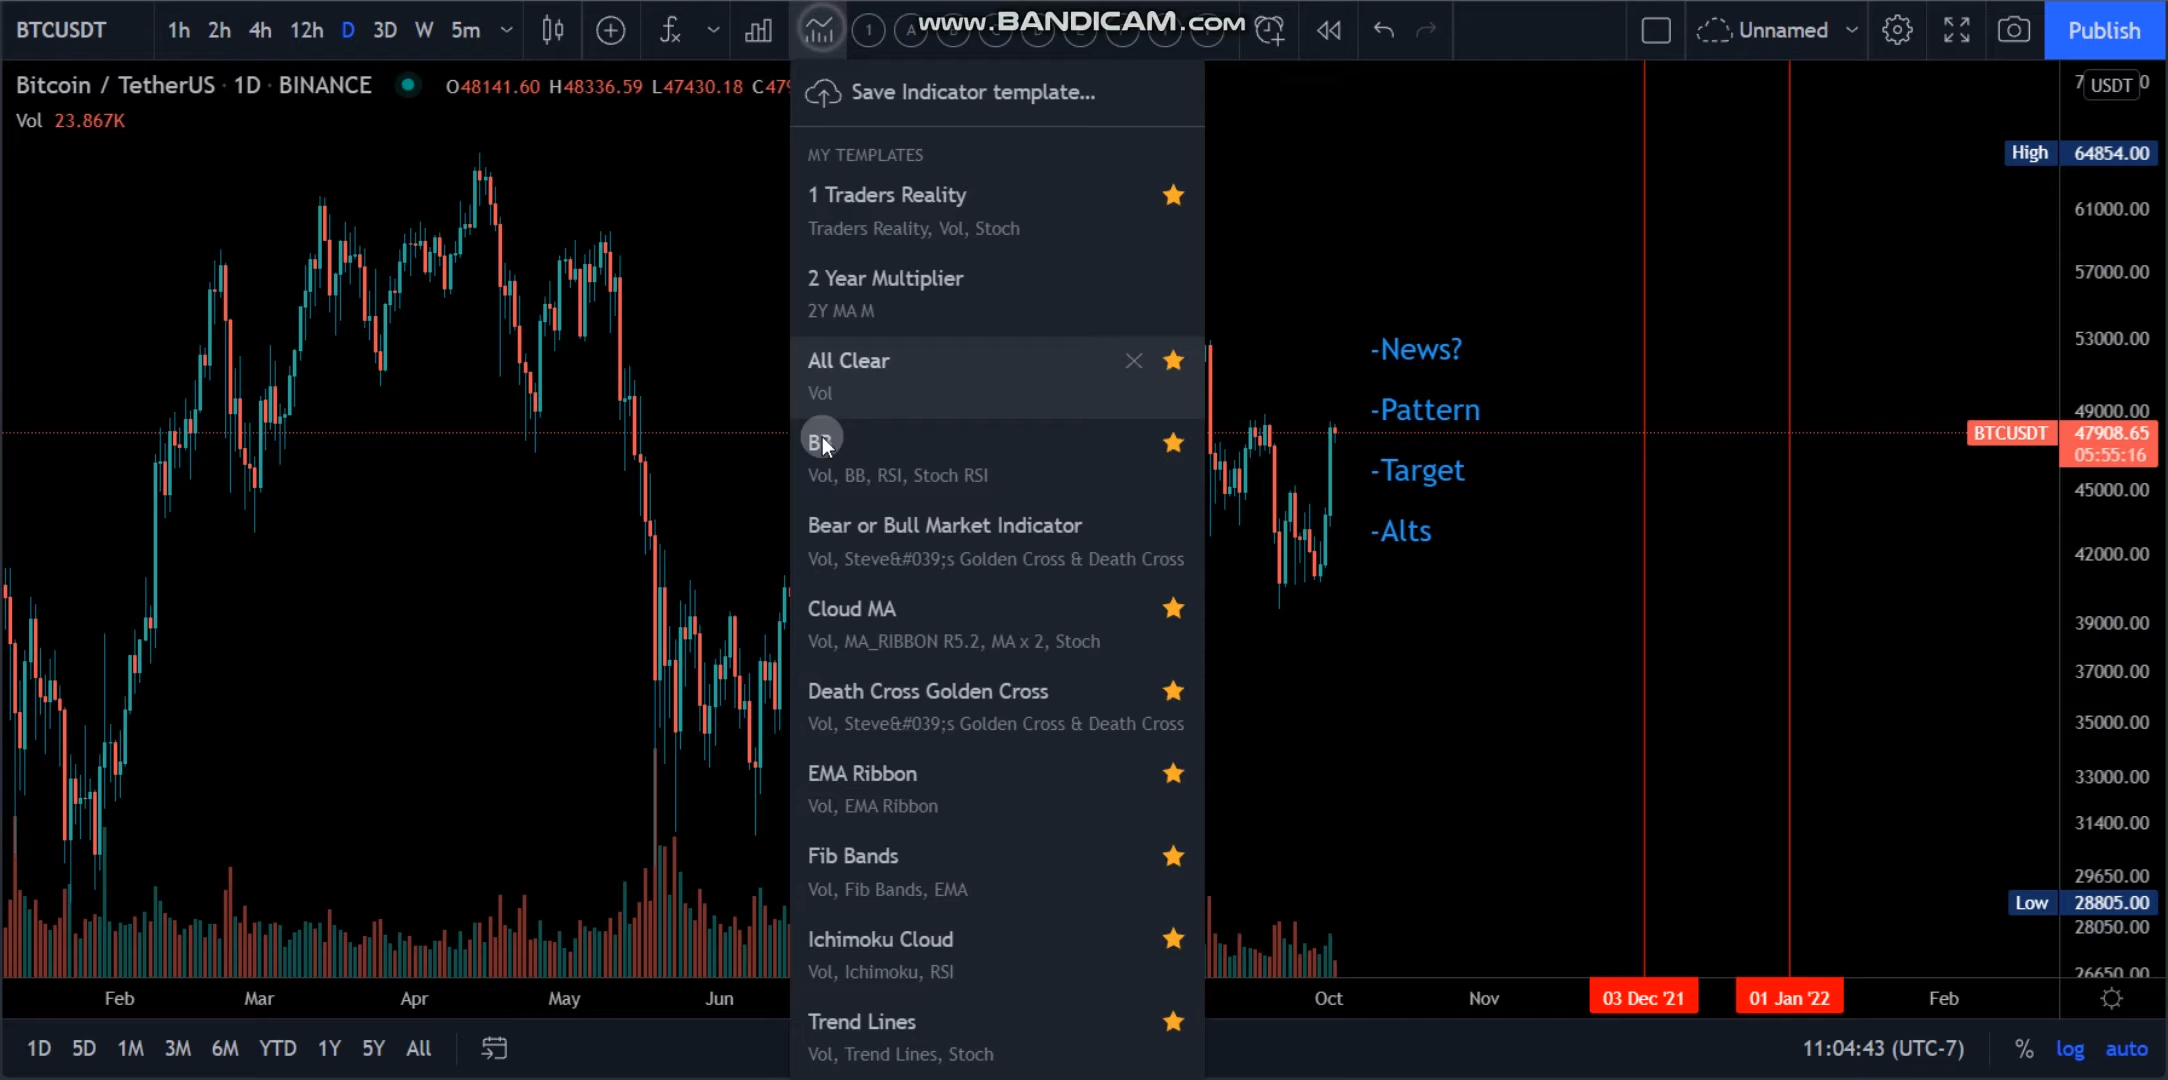 BTCUSDT 1h 2h 4h 12h D 3D W 5m
www.BANDICAM.com
1 A
Unnamed
Publish
Bitcoin / TetherUS · 1D · BINANCE O48141.60 H48336.59 L47430.18 C479
Vol 23.867K
Save Indicator template...
MY TEMPLATES
1 Traders Reality
Traders Reality, Vol, Stoch
2 Year Multiplier
2Y MA M
All Clear
Vol
BB
Vol, BB, RSI, Stoch RSI
Bear or Bull Market Indicator
Vol, Steve&#039;s Golden Cross & Death Cross
Cloud MA
Vol, MA_RIBBON R5.2, MA x 2, Stoch
Death Cross Golden Cross
Vol, Steve&#039;s Golden Cross & Death Cross
EMA Ribbon
Vol, EMA Ribbon
Fib Bands
Vol, Fib Bands, EMA
Ichimoku Cloud
Vol, Ichimoku, RSI
Trend Lines
Vol, Trend Lines, Stoch
-News?
-Pattern
-Target
-Alts
USDT
High 64854.00
61000.00
57000.00
53000.00
49000.00
BTCUSDT 47908.65
05:55:16
45000.00
42000.00
39000.00
37000.00
35000.00
33000.00
31400.00
29650.00
Low 28805.00
28050.00
26650.00
Feb Mar Apr May Jun Oct Nov 03 Dec '21 01 Jan '22 Feb
1D 5D 1M 3M 6M YTD 1Y 5Y All
11:04:43 (UTC-7) % log auto